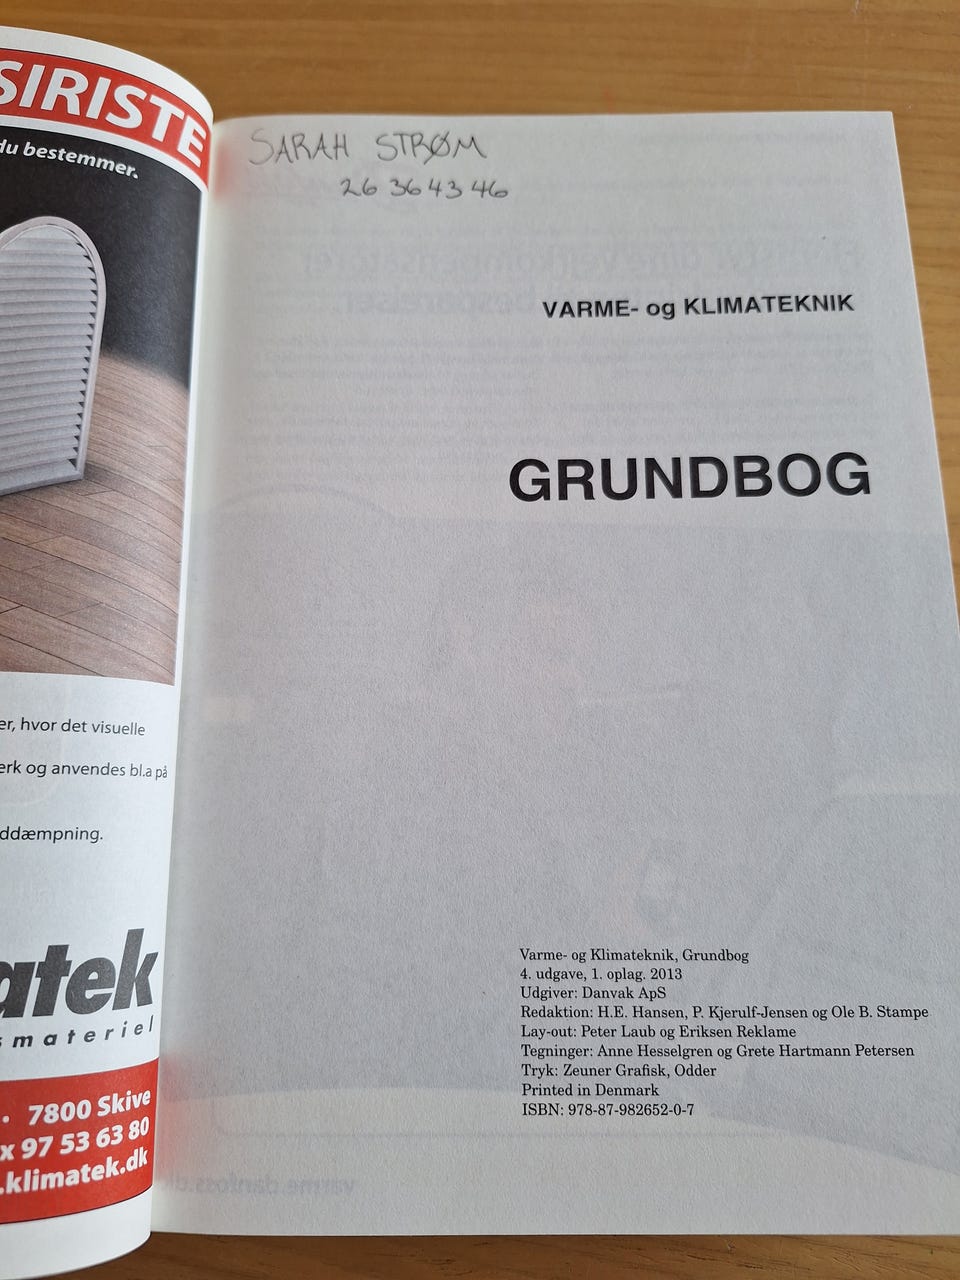 SIRISTE
du bestemmer.
er, hvor det visuelle
erk og anvendes bl.a på
ddæmpning.
atek
smateriel
. 7800 Skive
x 97 53 63 80
.klimatek.dk
SARAH STRØM
26 36 43 46
VARME- og KLIMATEKNIK
GRUNDBOG
Varme- og Klimateknik, Grundbog
4. udgave, 1. oplag. 2013
Udgiver: Danvak ApS
Redaktion: H.E. Hansen, P. Kjerulf-Jensen og Ole B. Stampe
Lay-out: Peter Laub og Eriksen Reklame
Tegninger: Anne Hesselgren og Grete Hartmann Petersen
Tryk: Zeuner Grafisk, Odder
Printed in Denmark
ISBN: 978-87-982652-0-7
varme.danfoss.dk